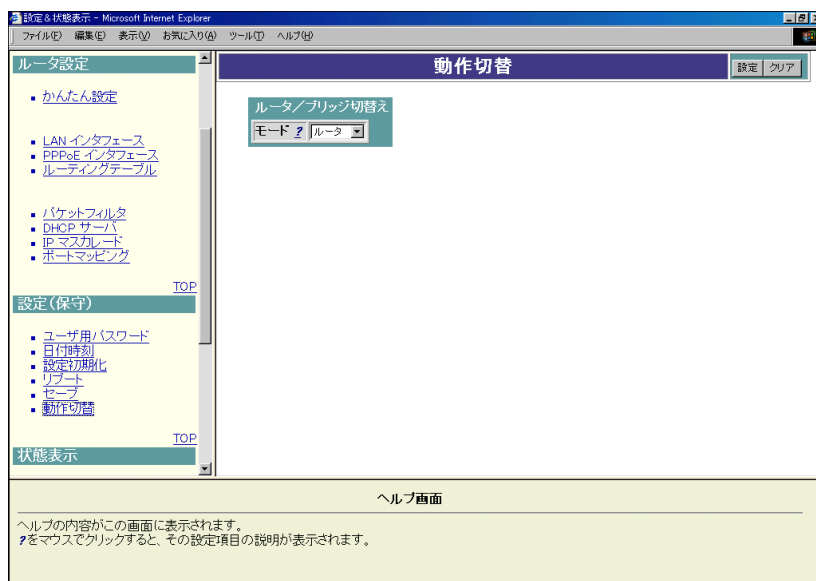 設定&状態表示 - Microsoft Internet Explorer
ファイル(F) 編集(E) 表示(V) お気に入り(A) ツール(T) ヘルプ(H)
ルータ設定
かんたん設定
LAN インタフェース
PPPoE インタフェース
ルーティングテーブル
パケットフィルタ
DHCP サーバ
IP マスカレード
ポートマッピング
TOP
設定(保守)
ユーザ用パスワード
日付時刻
設定初期化
リブート
セーブ
動作切替
TOP
状態表示
動作切替
設定 クリア
ルータ/ブリッジ切替え
モード ? ルータ
ヘルプ画面
ヘルプの内容がこの画面に表示されます。
?をマウスでクリックすると、その設定項目の説明が表示されます。